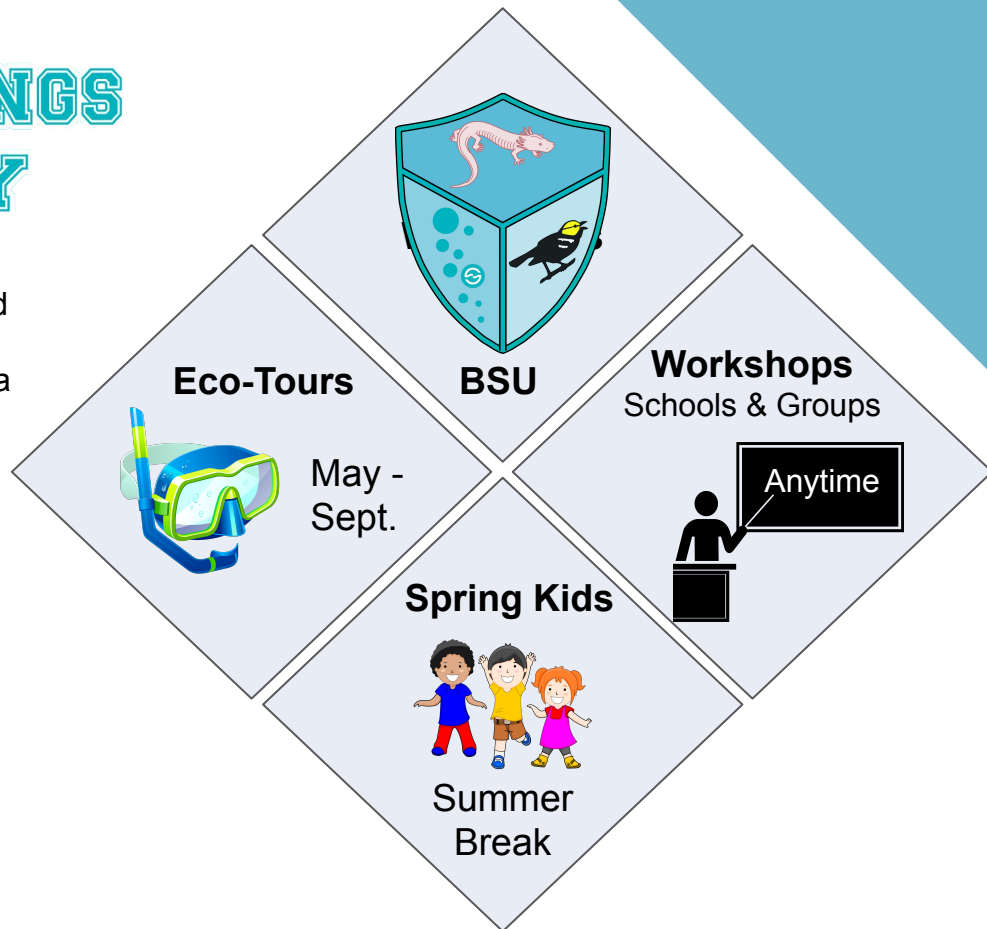 NGS
Y
d
a
BSU
Eco-Tours
May -
Sept.
Workshops
Schools & Groups
Anytime
Spring Kids
Summer
Break